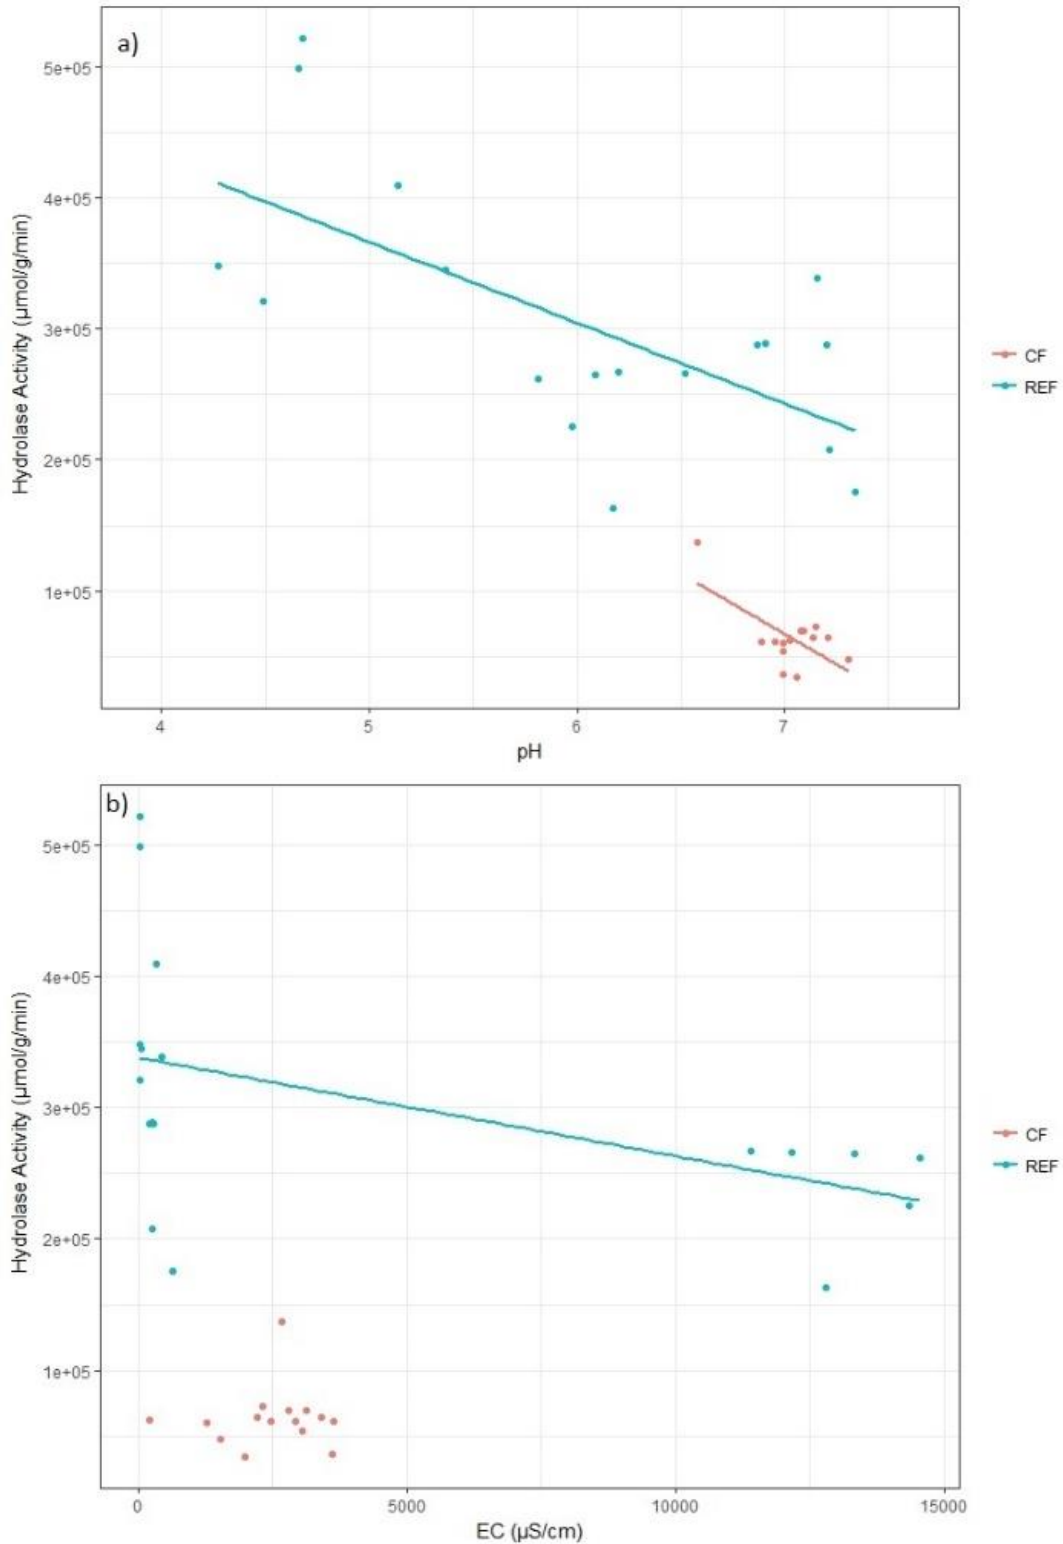 a)
5e+05
4e+05
3e+05
2e+05
1e+05
Hydrolase Activity (µmol/g/min)
4 5 6 7
pH
CF
REF
b)
5e+05
4e+05
3e+05
2e+05
1e+05
Hydrolase Activity (µmol/g/min)
0 5000 10000 15000
EC (µS/cm)
CF
REF